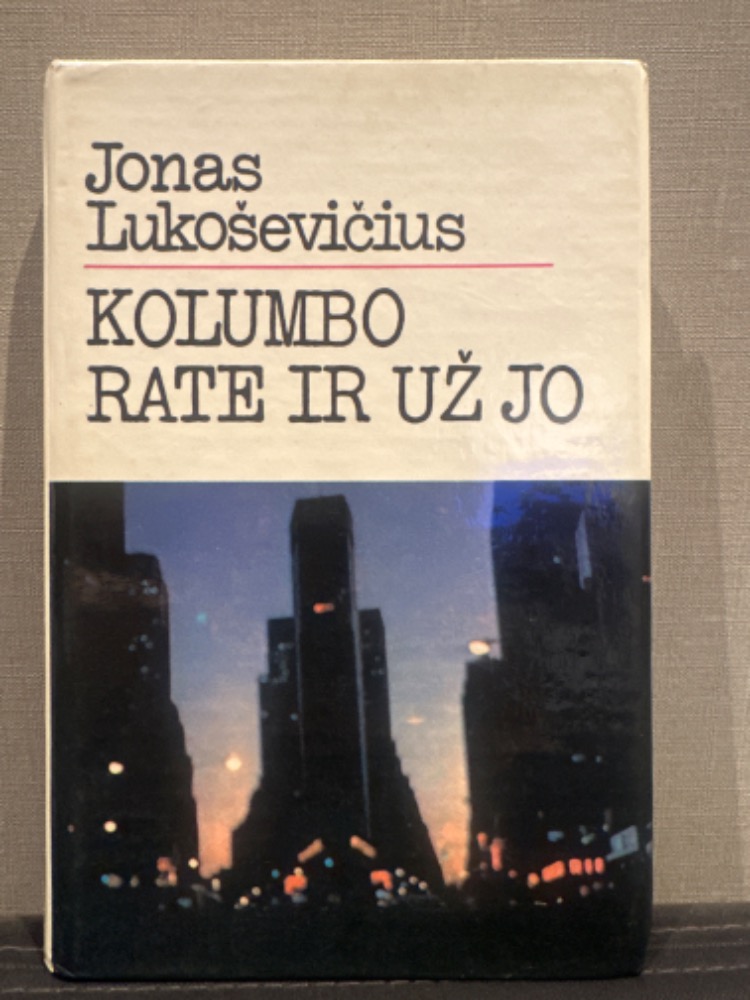 Jonas
Lukoševičius
KOLUMBO
RATE IR UŽ JO